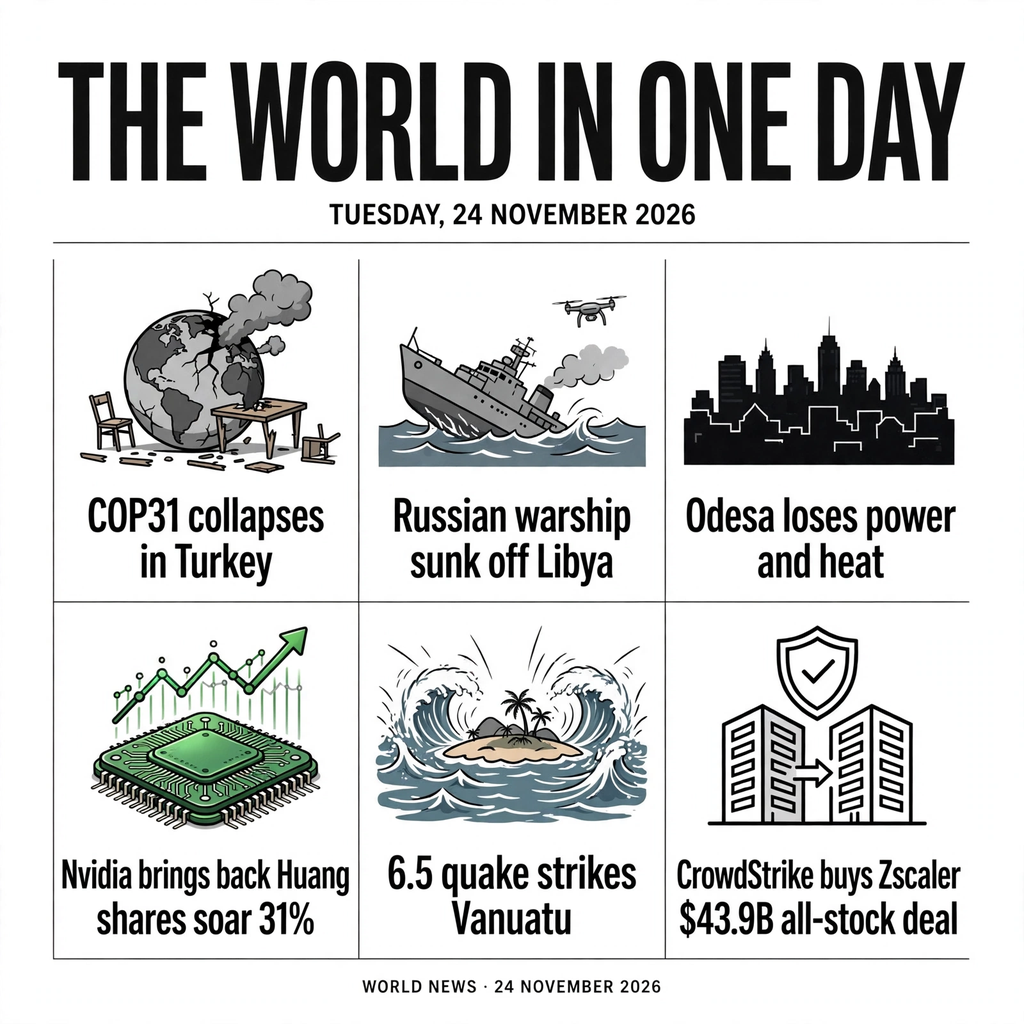 THE WORLD IN ONE DAY
TUESDAY, 24 NOVEMBER 2026
COP31 collapses
in Turkey
Russian warship
sunk off Libya
Odesa loses power
and heat
Nvidia brings back Huang
shares soar 31%
6.5 quake strikes
Vanuatu
CrowdStrike buys Zscaler
$43.9B all-stock deal
WORLD NEWS · 24 NOVEMBER 2026